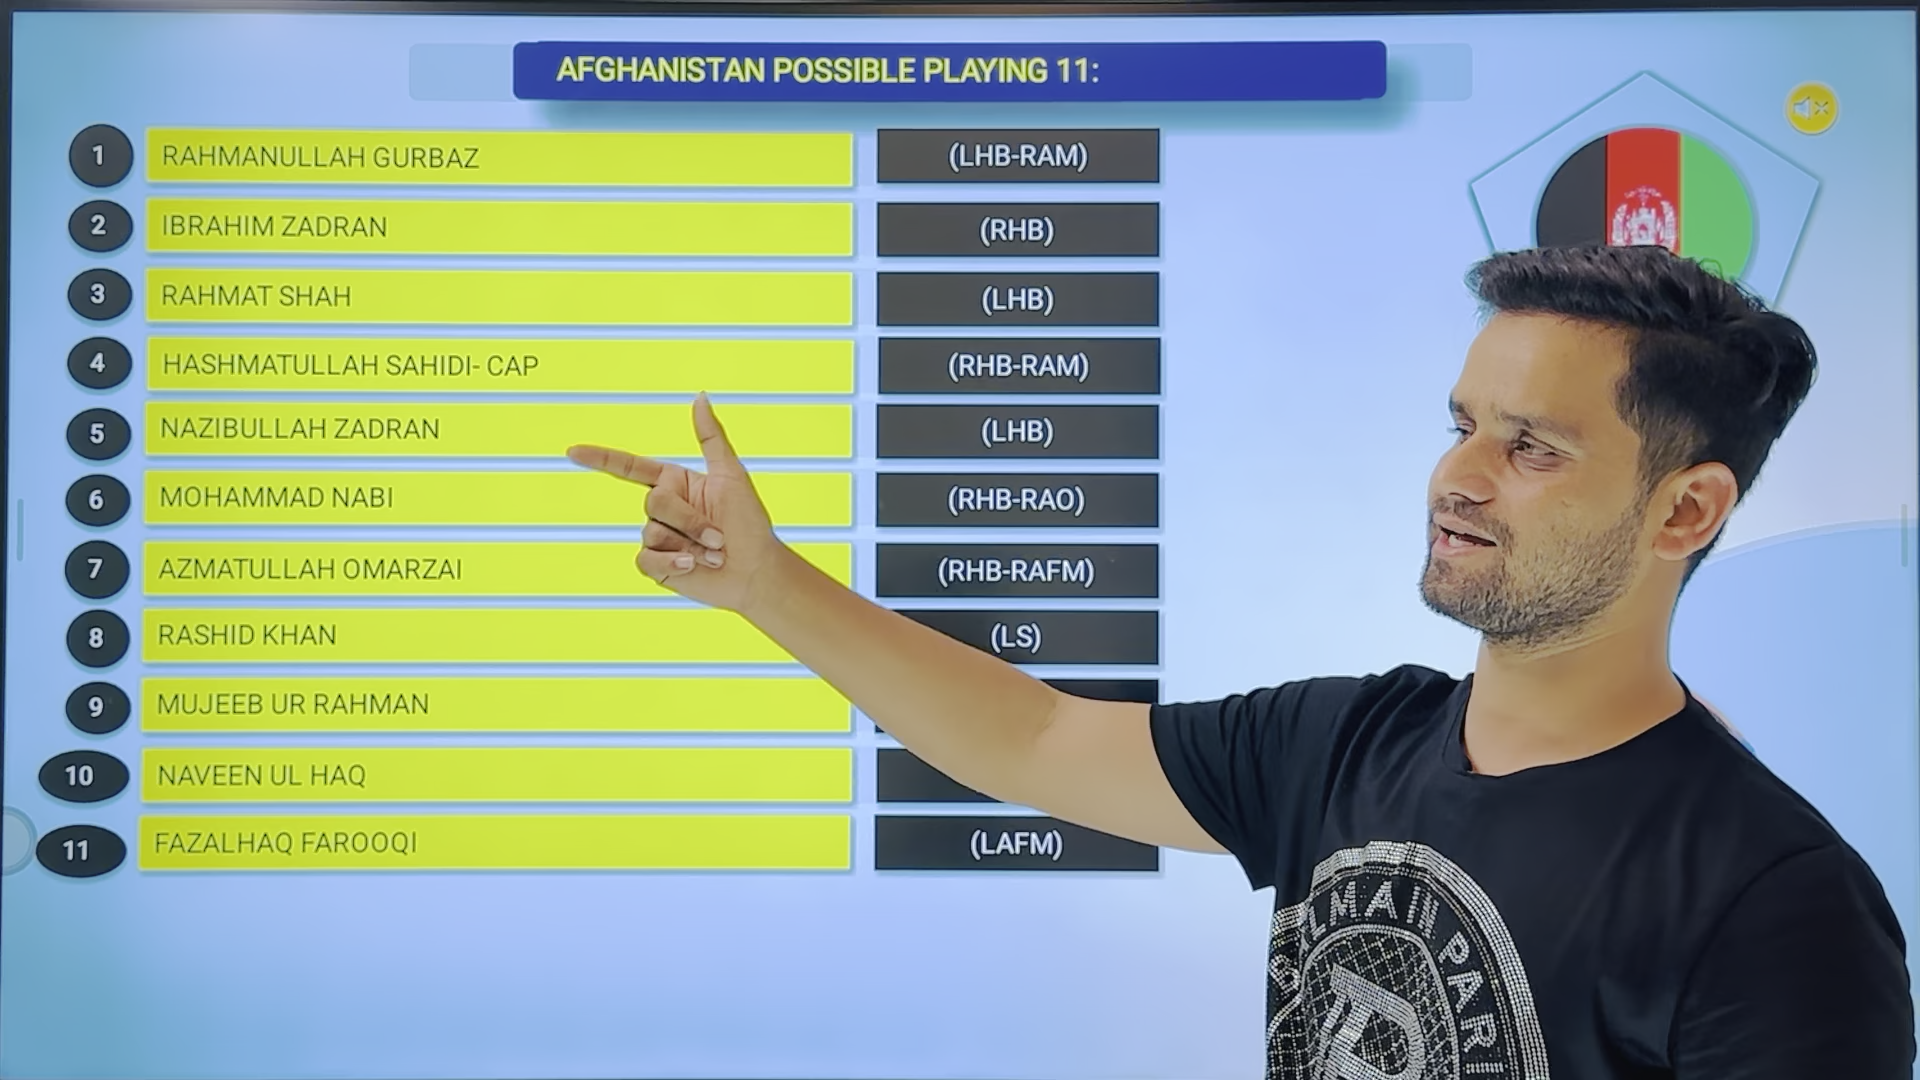 AFGHANISTAN POSSIBLE PLAYING 11:
1 RAHMANULLAH GURBAZ (LHB-RAM)
2 IBRAHIM ZADRAN (RHB)
3 RAHMAT SHAH (LHB)
4 HASHMATULLAH SAHIDI- CAP (RHB-RAM)
5 NAZIBULLAH ZADRAN (LHB)
6 MOHAMMAD NABI (RHB-RAO)
7 AZMATULLAH OMARZAI (RHB-RAFM)
8 RASHID KHAN (LS)
9 MUJEEB UR RAHMAN
10 NAVEEN UL HAQ
11 FAZALHAQ FAROOQI (LAFM)
LMAIN PARI